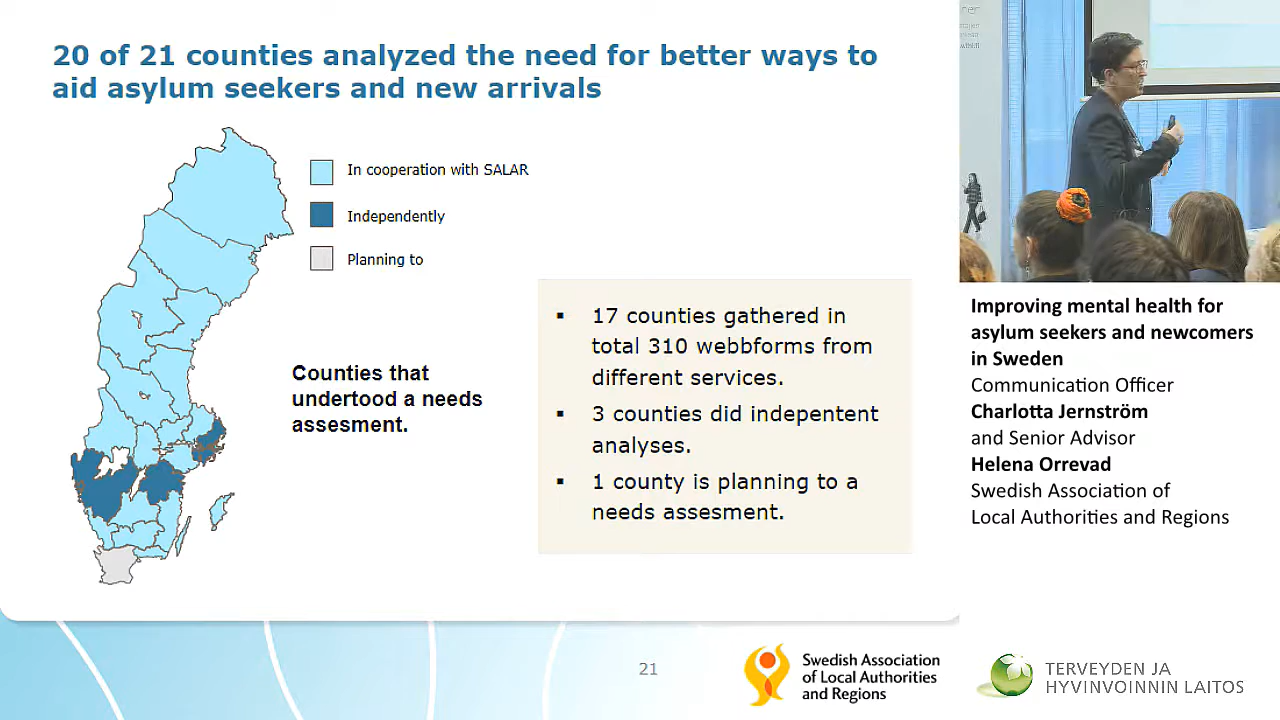 20 of 21 counties analyzed the need for better ways to
aid asylum seekers and new arrivals
In cooperation with SALAR
Independently
Planning to
Counties that
undertood a needs
assesment.
▪ 17 counties gathered in
total 310 webbforms from
different services.
▪ 3 counties did indepentent
analyses.
▪ 1 county is planning to a
needs assesment.
21
Swedish Association
of Local Authorities
and Regions
Improving mental health for
asylum seekers and newcomers
in Sweden
Communication Officer
Charlotta Jernström
and Senior Advisor
Helena Orrevad
Swedish Association of
Local Authorities and Regions
TERVEYDEN JA
HYVINVOINNIN LAITOS